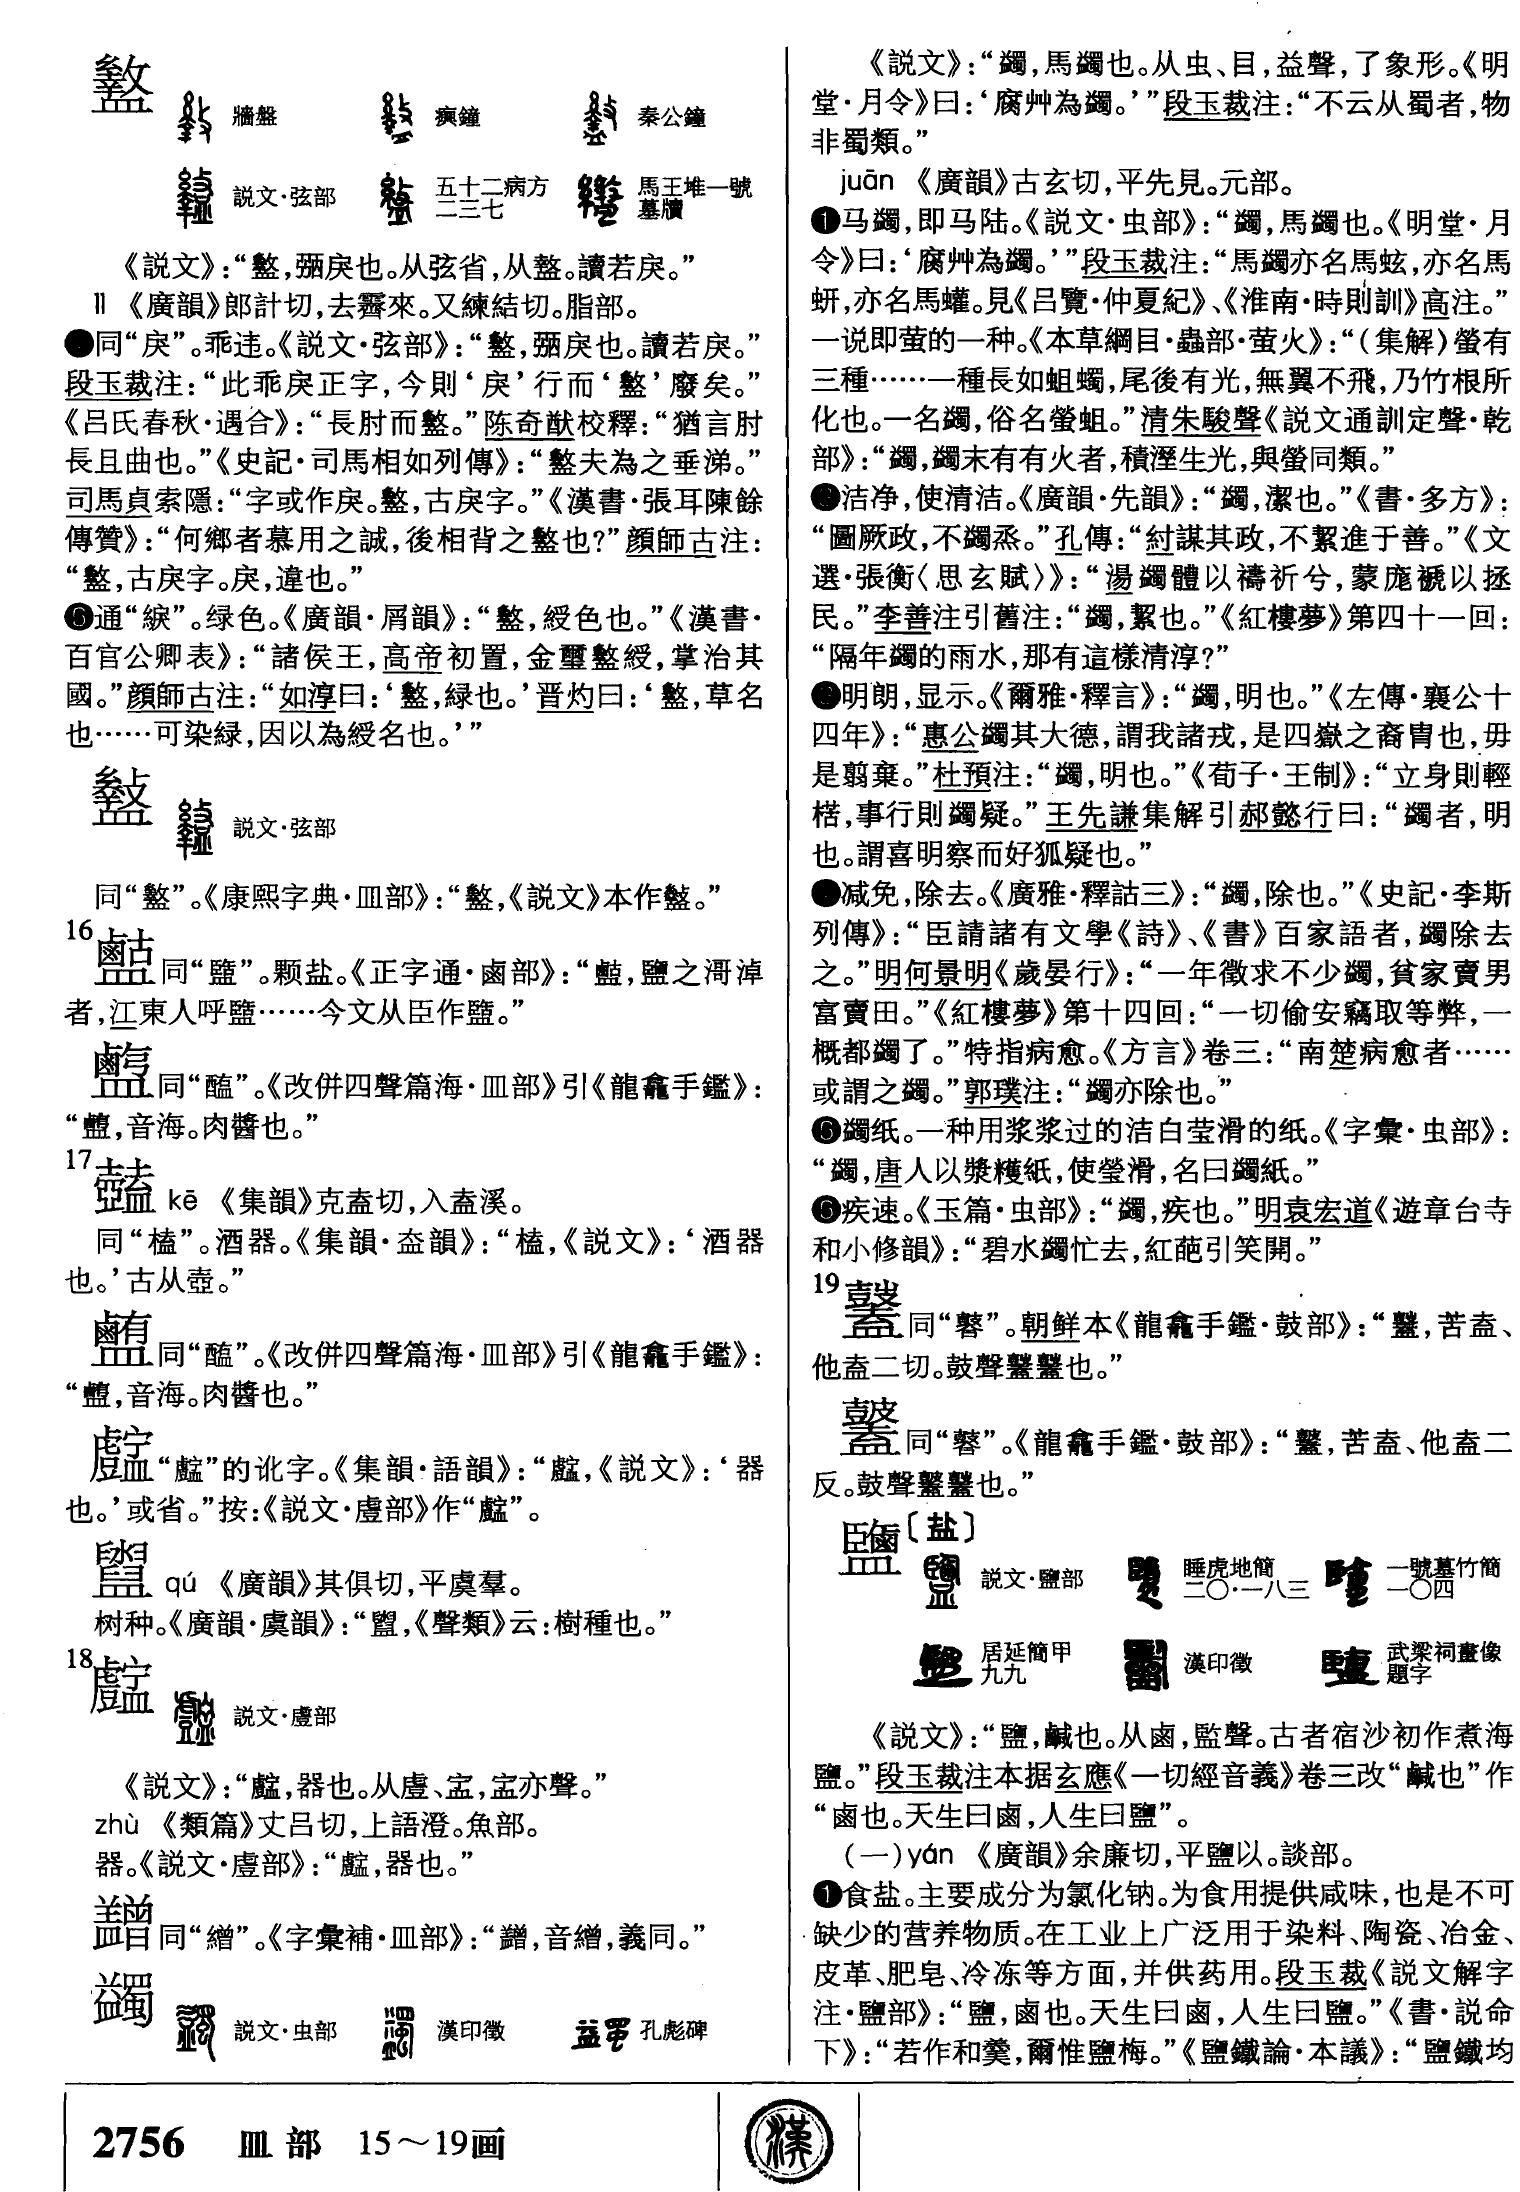 盭
牆盤 𤼈鐘 秦公鐘
説文·弦部 五十二病方二三七 馬王堆一號墓牘
《説文》：“盭，弼戾也。从弦省，从盩。讀若戾。”
lì 《廣韻》郎計切，去霽來。又練結切。脂部。
❶同“戾”。乖违。《説文·弦部》：“盭，弼戾也。讀若戾。”
段玉裁注：“此乖戾正字，今則‘戾’行而‘盭’廢矣。”
《吕氏春秋·遇合》：“長肘而盭。”陈奇猷校釋：“猶言肘
長且曲也。”《史記·司馬相如列傳》：“盭夫為之垂涕。”
司馬貞索隱：“字或作戾。盭，古戾字。”《漢書·張耳陳餘
傳贊》：“何鄉者慕用之誠，後相背之盭也?”顔師古注：
“盭，古戾字。戾，違也。”
❷通“綟”。绿色。《廣韻·屑韻》：“盭，綬色也。”《漢書·
百官公卿表》：“諸侯王，高帝初置，金璽盭綬，掌治其
國。”顔師古注：“如淳曰：‘盭，緑也。’晋灼曰：‘盭，草名
也……可染緑，因以為綬名也。’”
説文·弦部
同“盭”。《康熙字典·皿部》：“盭，《説文》本作。”
16
同“盬”。颗盐。《正字通·鹵部》：“，鹽之滒淖
者，江東人呼盬……今文从臣作盬。”
同“醢”。《改併四聲篇海·皿部》引《龍龕手鑑》：
“，音海。肉醬也。”
17
kē 《集韻》克盍切，入盍溪。
同“榼”。酒器。《集韻·盍韻》：“榼，《説文》：‘酒器
也。’古从壺。”
同“醢”。《改併四聲篇海·皿部》引《龍龕手鑑》：
“，音海。肉醬也。”
“”的讹字。《集韻·語韻》：“，《説文》：‘器
也。’或省。”按：《説文·䖒部》作“”。
qú 《廣韻》其俱切，平虞羣。
树种。《廣韻·虞韻》：“，《聲類》云：樹種也。”
18
説文·䖒部
《説文》：“，器也。从䖒、㿾，㿾亦聲。”
zhù 《類篇》丈吕切，上語澄。魚部。
器。《説文·䖒部》：“，器也。”
同“繒”。《字彙補·皿部》：“，音繒，義同。”
蠲
説文·虫部 漢印徵 孔彪碑
《説文》：“蠲，馬蠲也。从虫、目，益聲，了象形。《明
堂·月令》曰：‘腐艸為蠲。’”段玉裁注：“不云从蜀者，物
非蜀類。”
juān 《廣韻》古玄切，平先見。元部。
❶马蠲，即马陆。《説文·虫部》：“蠲，馬蠲也。《明堂·月
令》曰：‘腐艸為蠲。’”段玉裁注：“馬蠲亦名馬蚿，亦名馬
蚈，亦名馬蠸。見《吕覽·仲夏紀》、《淮南·時則訓》高注。”
一说即萤的一种。《本草綱目·蟲部·萤火》：“（集解）螢有
三種……一種長如蛆蠋，尾後有光，無翼不飛，乃竹根所
化也。一名蠲，俗名螢蛆。”清朱駿聲《説文通訓定聲·乾
部》：“蠲，蠲末有有火者，積溼生光，與螢同類。”
❷洁净，使清洁。《廣韻·先韻》：“蠲，潔也。”《書·多方》：
“圖厥政，不蠲烝。”孔傳：“紂謀其政，不絜進于善。”《文
選·張衡〈思玄賦〉》：“湯蠲體以禱祈兮，蒙庬褫以拯
民。”李善注引舊注：“蠲，絜也。”《紅樓夢》第四十一回：
“隔年蠲的雨水，那有這樣清淳?”
❸明朗，显示。《爾雅·釋言》：“蠲，明也。”《左傳·襄公十
四年》：“惠公蠲其大德，謂我諸戎，是四嶽之裔胄也，毋
是翦棄。”杜預注：“蠲，明也。”《荀子·王制》：“立身則輕
楛，事行則蠲疑。”王先謙集解引郝懿行曰：“蠲者，明
也。謂喜明察而好狐疑也。”
❹减免，除去。《廣雅·釋詁三》：“蠲，除也。”《史記·李斯
列傳》：“臣請諸有文學《詩》、《書》百家語者，蠲除去
之。”明何景明《歲晏行》：“一年徵求不少蠲，貧家賣男
富賣田。”《紅樓夢》第十四回：“一切偷安竊取等弊，一
概都蠲了。”特指病愈。《方言》卷三：“南楚病愈者……
或謂之蠲。”郭璞注：“蠲亦除也。”
❺蠲纸。一种用浆浆过的洁白莹滑的纸。《字彙·虫部》：
“蠲，唐人以漿粳紙，使瑩滑，名曰蠲紙。”
❻疾速。《玉篇·虫部》：“蠲，疾也。”明袁宏道《遊章台寺
和小修韻》：“碧水蠲忙去，紅葩引笑開。”
19
同“”。朝鲜本《龍龕手鑑·鼓部》：“，苦盍、
他盍二切。鼓聲也。”
同“”。《龍龕手鑑·鼓部》：“，苦盍、他盍二
反。鼓聲也。”
鹽〔盐〕
説文·鹽部 睡虎地簡二〇·一八三 一號墓竹簡一〇四
居延簡甲九九 漢印徵 武梁祠畫像題字
《説文》：“鹽，鹹也。从鹵，監聲。古者宿沙初作煮海
鹽。”段玉裁注本据玄應《一切經音義》卷三改“鹹也”作
“鹵也。天生曰鹵，人生曰鹽”。
（一）yán 《廣韻》余廉切，平鹽以。談部。
❶食盐。主要成分为氯化钠。为食用提供咸味，也是不可
缺少的营养物质。在工业上广泛用于染料、陶瓷、冶金、
皮革、肥皂、冷冻等方面，并供药用。段玉裁《説文解字
注·鹽部》：“鹽，鹵也。天生曰鹵，人生曰鹽。”《書·説命
下》：“若作和羹，爾惟鹽梅。”《鹽鐵論·本議》：“鹽鐵均
2756 皿部 15～19画
漢